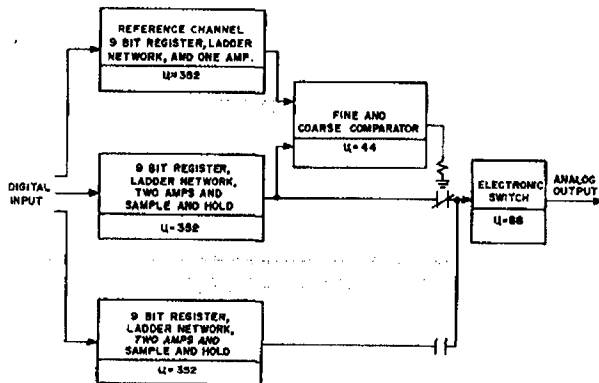 REFERENCE CHANNEL
9 BIT REGISTER, LADDER
NETWORK, AND ONE AMP.
U=352
FINE AND
COARSE COMPARATOR
U=44
DIGITAL
INPUT
9 BIT REGISTER,
LADDER NETWORK,
TWO AMPS AND
SAMPLE AND HOLD
U=352
ELECTRONIC
SWITCH
U=88
ANALOG
OUTPUT
9 BIT REGISTER,
LADDER NETWORK,
TWO AMPS AND
SAMPLE AND HOLD
U=352